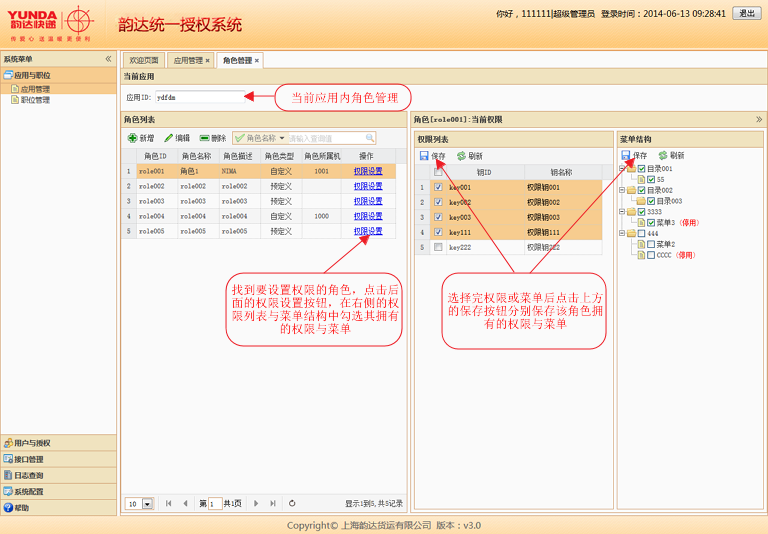 YUNDA
韵达快递
传 爱 心 送 温 暖 更 便 利
韵达统一授权系统
你好，111111|超级管理员 登录时间：2014-06-13 09:28:41 退出
系统菜单
应用与职位
应用管理
职位管理
用户与授权
接口管理
日志查询
系统配置
帮助
欢迎页面 应用管理 角色管理
当前应用
应用ID: ydfdm
当前应用内角色管理
角色列表
新增 编辑 删除 角色名称 请输入查询值
角色ID 角色名称 角色描述 角色类型 角色所属机 操作
1 role001 角色1 NIMA 自定义 1001 权限设置
2 role002 role002 role002 预定义 权限设置
3 role003 role003 role003 预定义 权限设置
4 role004 role004 role004 自定义 1000 权限设置
5 role005 role005 role005 预定义 权限设置
找到要设置权限的角色，点击后
面的权限设置按钮，在右侧的权
限列表与菜单结构中勾选其拥有
的权限与菜单
10 第 1 共1页 显示1到5, 共5记录
角色[role001]:当前权限
权限列表
保存 刷新
钥ID 钥名称
1 key001 权限钥001
2 key002 权限钥002
3 key003 权限钥003
4 key111 权限钥111
5 key222 权限钥222
选择完权限或菜单后点击上方
的保存按钮分别保存该角色拥
有的权限与菜单
菜单结构
保存 刷新
目录001
55
目录002
目录003
3333
菜单3 (停用)
444
菜单2
CCCC (停用)
Copyright© 上海韵达货运有限公司 版本：v3.0